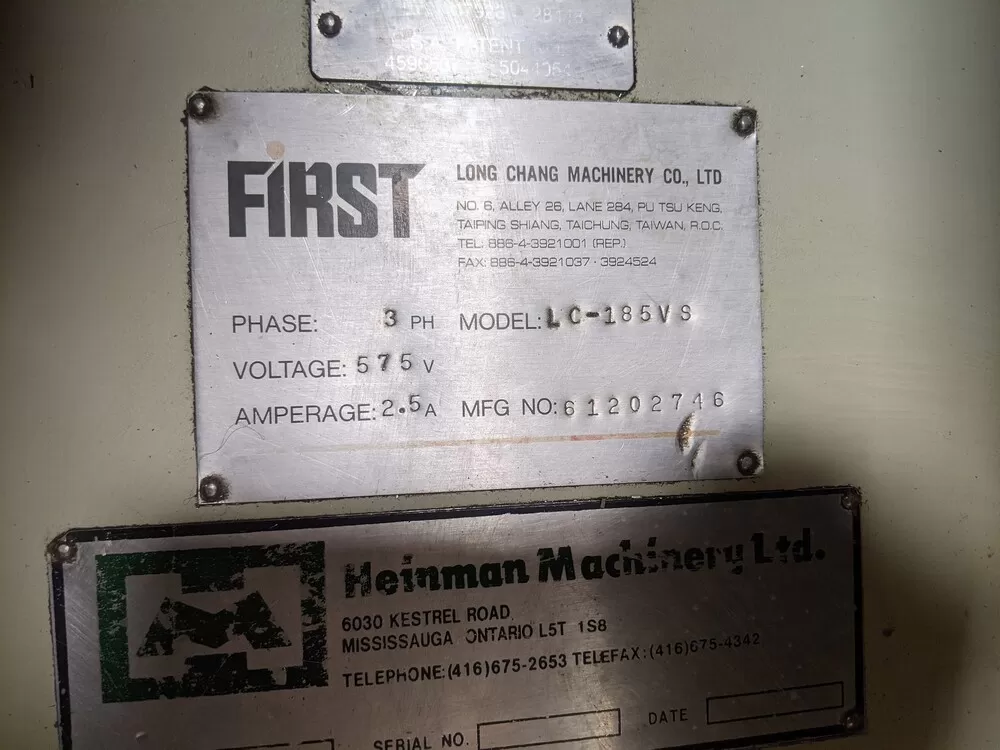 PATENT
FiRST
LONG CHANG MACHINERY CO., LTD
NO. 6, ALLEY 26, LANE 284, PU TSU KENG,
TAIPING SHIANG, TAICHUNG, TAIWAN, R.O.C.
TEL: 886-4-3921001 (REP.)
FAX: 886-4-3921037 · 3924524
PHASE: 3 PH MODEL: LC-185VS
VOLTAGE: 575 V
AMPERAGE: 2.5 A MFG NO: 61202746
Heinman Machinery Ltd.
6030 KESTREL ROAD,
MISSISSAUGA ONTARIO L5T 1S8
TELEPHONE: (416)675-2653 TELEFAX: (416)675-4342
SERIAL NO. DATE